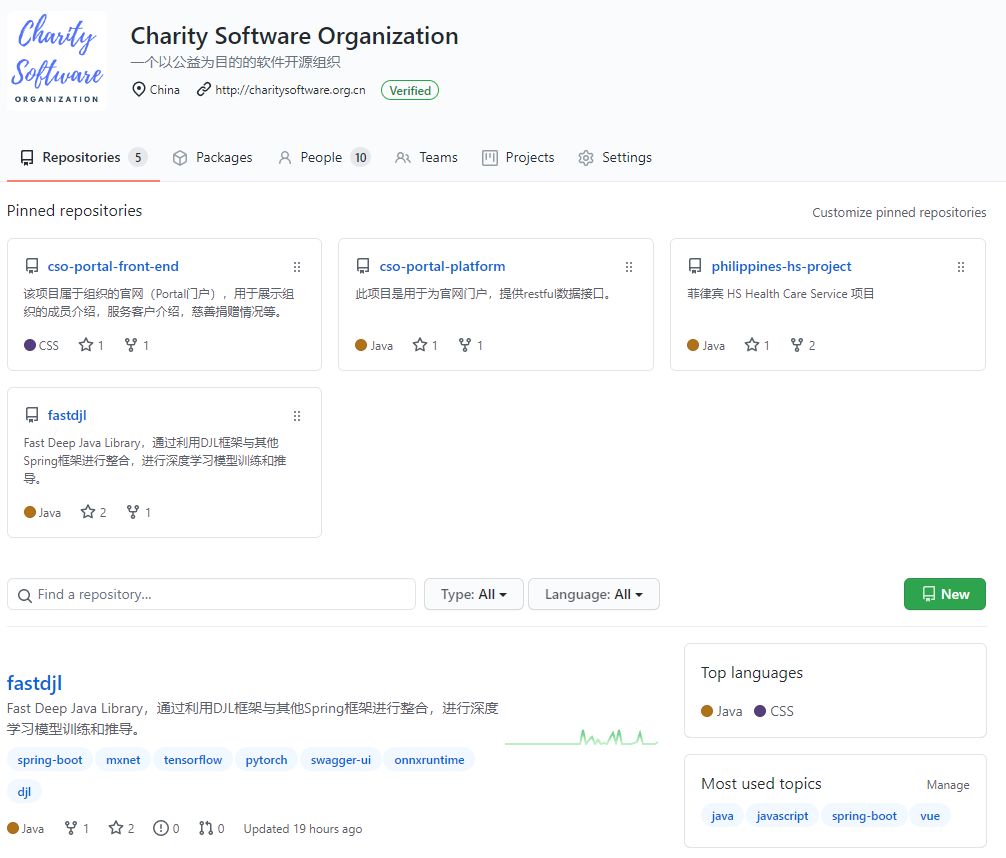 Charity
Software
ORGANIZATION
Charity Software Organization
一个以公益为目的的软件开源组织
China http://charitysoftware.org.cn Verified
Repositories 5 Packages People 10 Teams Projects Settings
Pinned repositories
Customize pinned repositories
cso-portal-front-end
该项目属于组织的官网（Portal门户），用于展示组
织的成员介绍，服务客户介绍，慈善捐赠情况等。
CSS 1 1
cso-portal-platform
此项目是用于为官网门户，提供restful数据接口。
Java 1 1
philippines-hs-project
菲律宾 HS Health Care Service 项目
Java 1 2
fastdjl
Fast Deep Java Library，通过利用DJL框架与其他
Spring框架进行整合，进行深度学习模型训练和推
导。
Java 2 1
Find a repository... Type: All Language: All New
fastdjl
Fast Deep Java Library，通过利用DJL框架与其他Spring框架进行整合，进行深度
学习模型训练和推导。
spring-boot mxnet tensorflow pytorch swagger-ui onnxruntime
djl
Java 1 2 0 0 Updated 19 hours ago
Top languages
Java CSS
Most used topics Manage
java javascript spring-boot vue